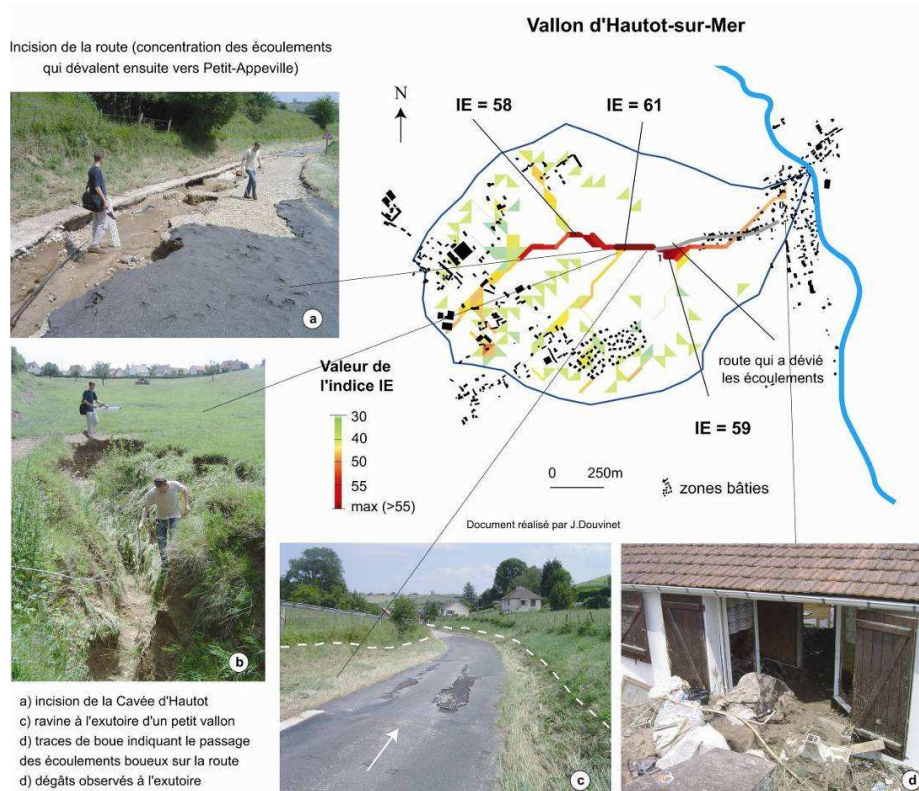 Vallon d'Hautot-sur-Mer
Incision de la route (concentration des écoulements
qui dévalent ensuite vers Petit-Appeville)
N
IE = 58
IE = 61
a
route qui a dévié
les écoulements
Valeur de
l'indice IE
30
40
50
55
max (>55)
IE = 59
0 250m
zones bâties
Document réalisé par J.Douvinet
b
c
d
a) incision de la Cavée d'Hautot
c) ravine à l'exutoire d'un petit vallon
d) traces de boue indiquant le passage
des écoulements boueux sur la route
d) dégâts observés à l'exutoire